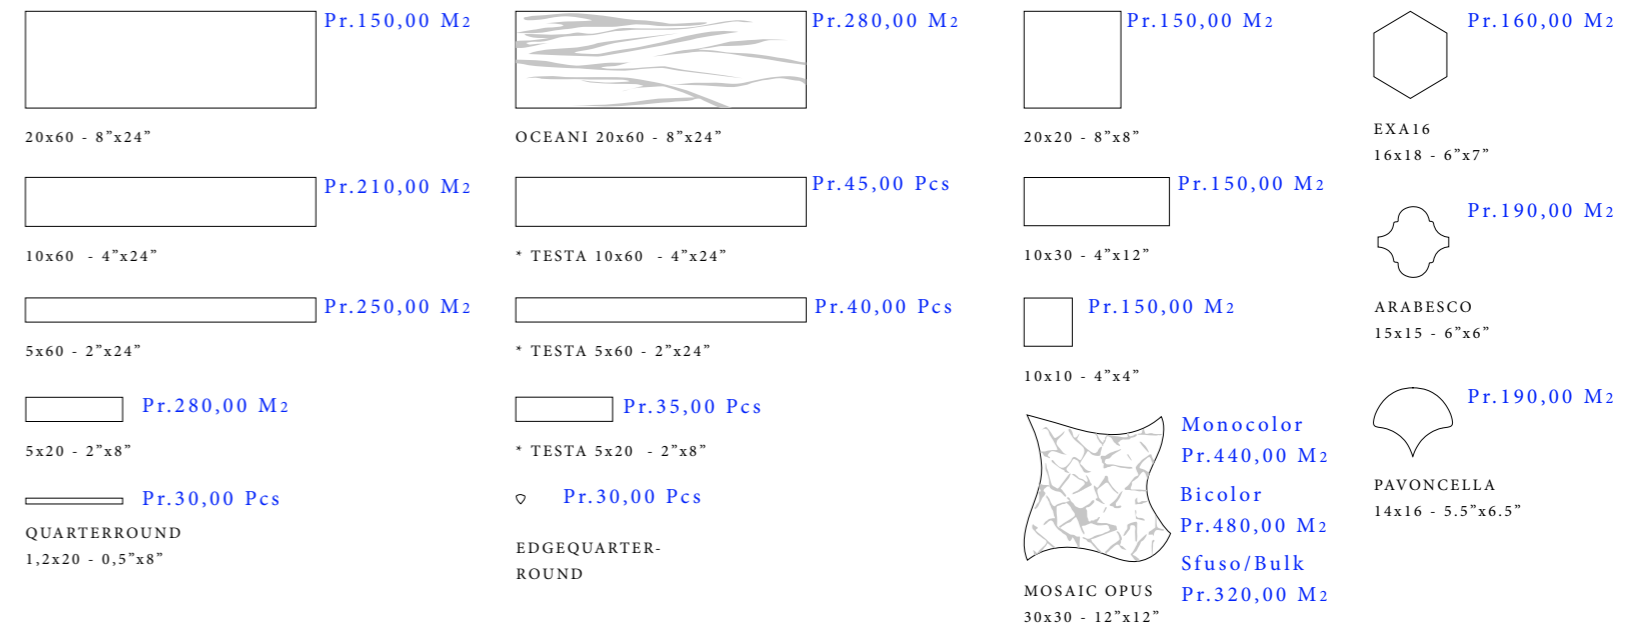 Pr.150,00 M2
20x60 - 8”x24”
Pr.210,00 M2
10x60 - 4”x24”
Pr.250,00 M2
5x60 - 2”x24”
Pr.280,00 M2
5x20 - 2”x8”
Pr.30,00 Pcs
QUARTERROUND
1,2x20 - 0,5”x8”
Pr.280,00 M2
OCEANI 20x60 - 8”x24”
Pr.45,00 Pcs
* TESTA 10x60 - 4”x24”
Pr.40,00 Pcs
* TESTA 5x60 - 2”x24”
Pr.35,00 Pcs
* TESTA 5x20 - 2”x8”
Pr.30,00 Pcs
EDGEQUARTER-
ROUND
Pr.150,00 M2
20x20 - 8”x8”
Pr.150,00 M2
10x30 - 4”x12”
Pr.150,00 M2
10x10 - 4”x4”
Monocolor
Pr.440,00 M2
Bicolor
Pr.480,00 M2
Sfuso/Bulk
Pr.320,00 M2
MOSAIC OPUS
30x30 - 12”x12”
Pr.160,00 M2
EXA16
16x18 - 6”x7”
Pr.190,00 M2
ARABESCO
15x15 - 6”x6”
Pr.190,00 M2
PAVONCELLA
14x16 - 5.5”x6.5”